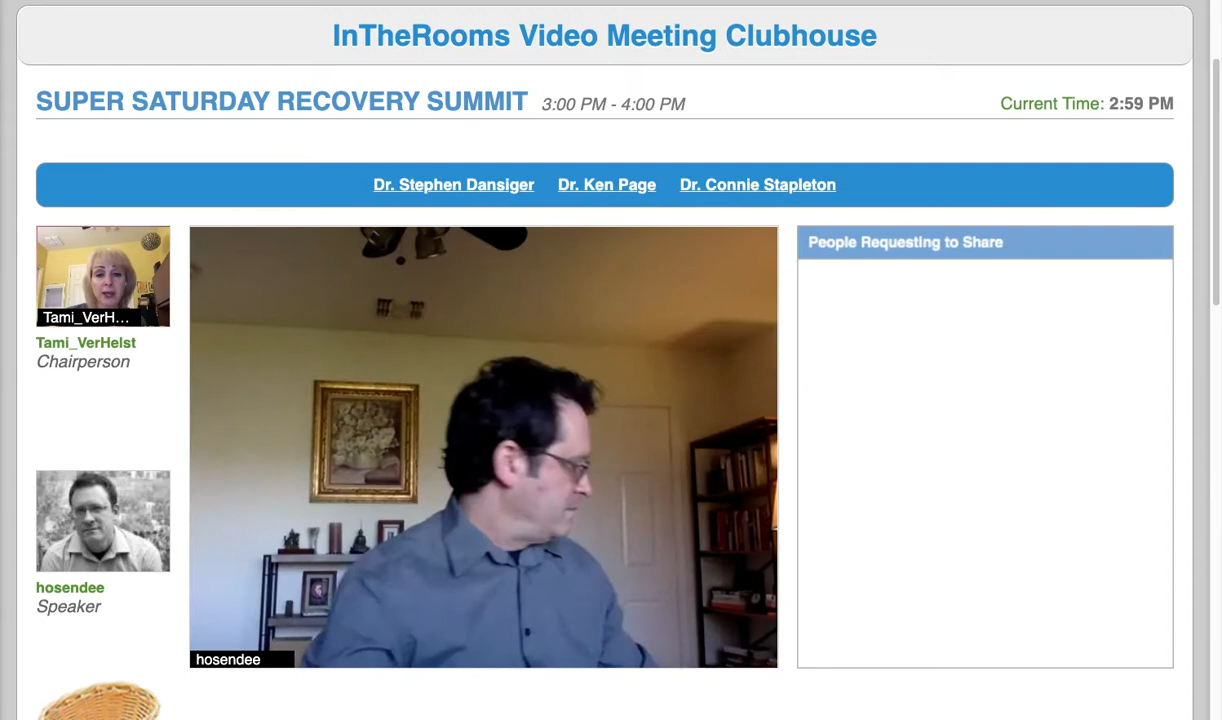 InTheRooms Video Meeting Clubhouse
SUPER SATURDAY RECOVERY SUMMIT 3:00 PM - 4:00 PM Current Time: 2:59 PM
Dr. Stephen Dansiger Dr. Ken Page Dr. Connie Stapleton
Tami_VerH...
Tami_VerHelst
Chairperson
hosendee
Speaker
hosendee
People Requesting to Share